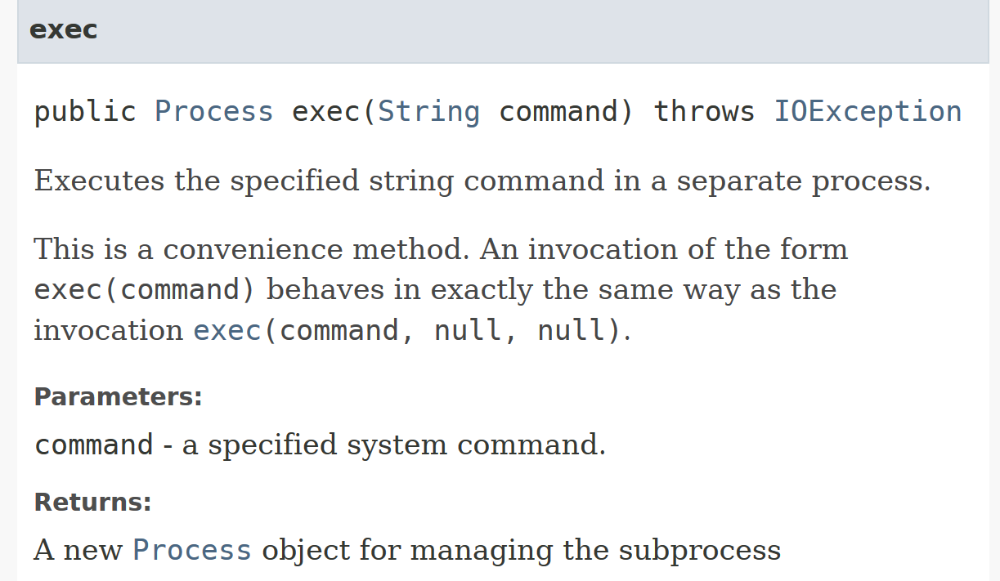 exec
public Process exec(String command) throws IOException
Executes the specified string command in a separate process.
This is a convenience method. An invocation of the form
exec(command) behaves in exactly the same way as the
invocation exec(command, null, null).
Parameters:
command - a specified system command.
Returns:
A new Process object for managing the subprocess